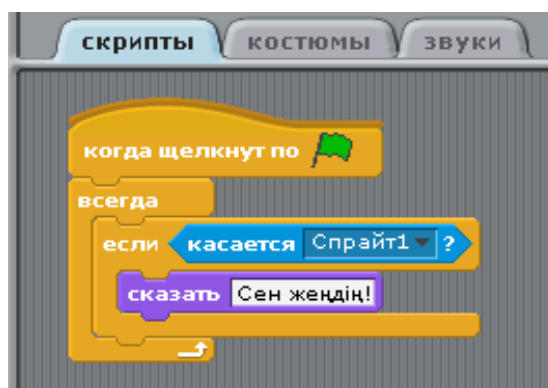 скрипты костюмы звуки
когда щелкнут по
всегда
если касается Спрайт1 ?
сказать Сен жеңдің!